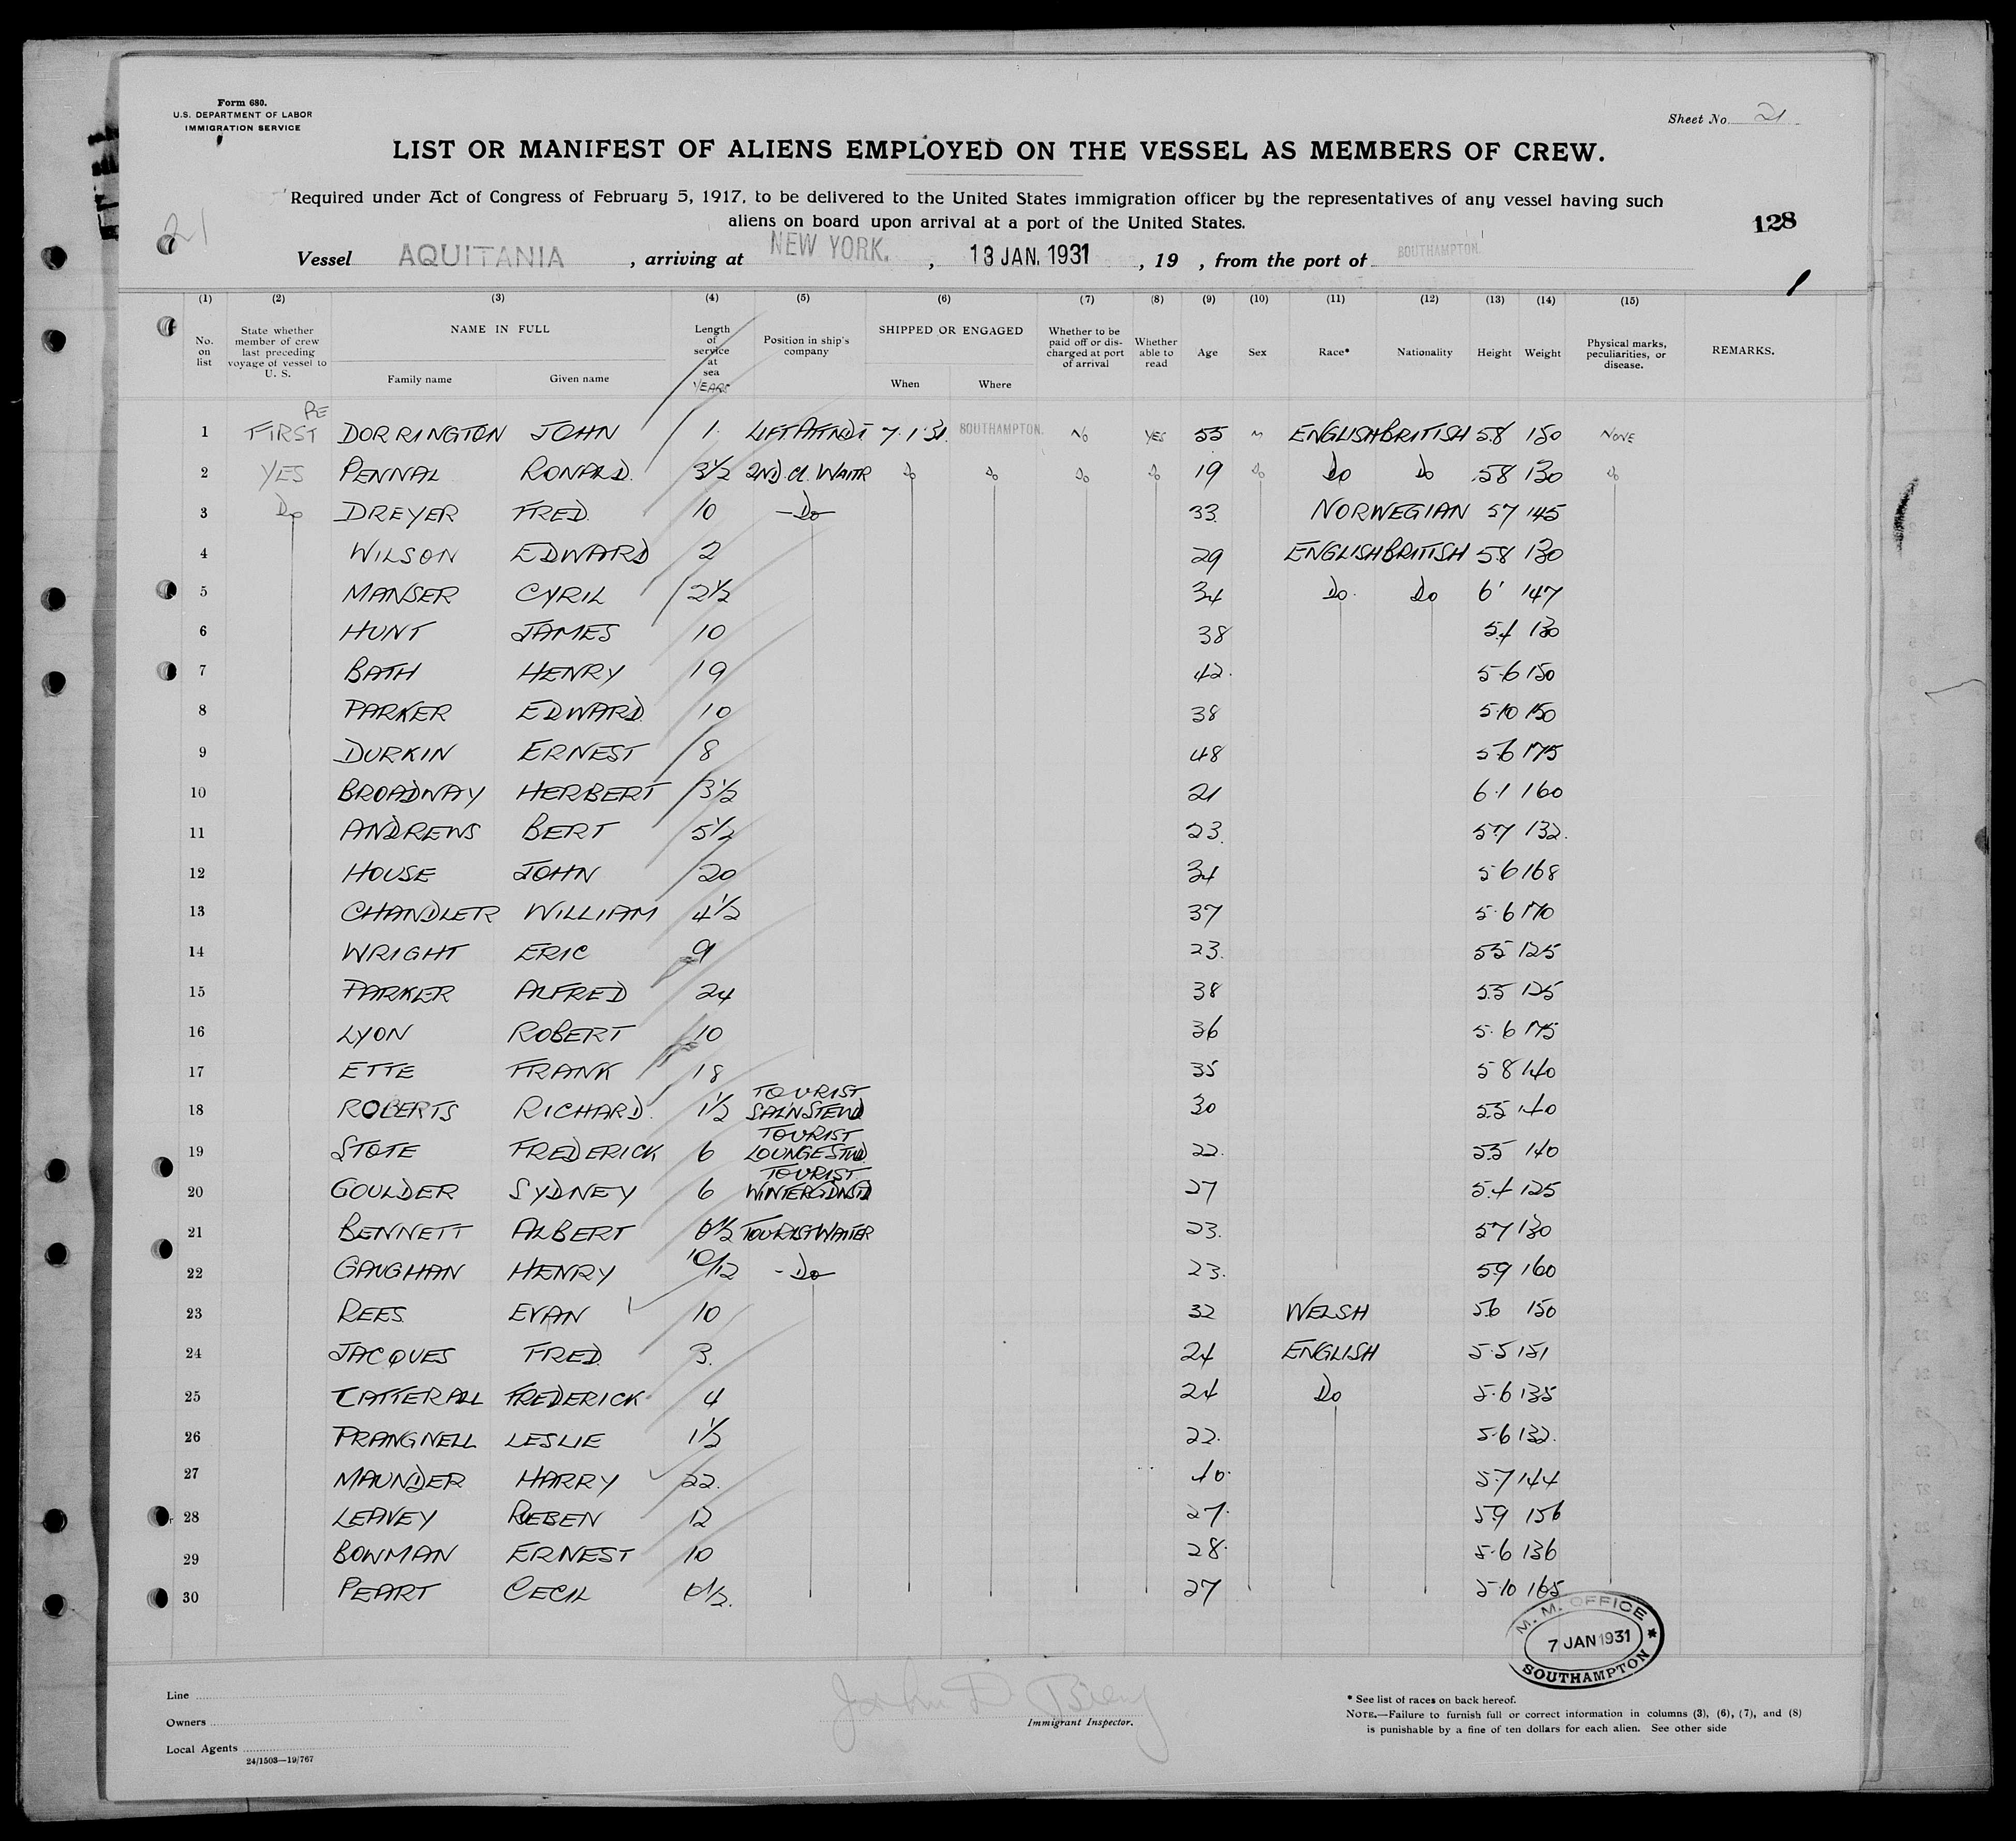 Form 680.
U.S. DEPARTMENT OF LABOR
IMMIGRATION SERVICE
Sheet No. 21
LIST OR MANIFEST OF ALIENS EMPLOYED ON THE VESSEL AS MEMBERS OF CREW.
Required under Act of Congress of February 5, 1917, to be delivered to the United States immigration officer by the representatives of any vessel having such
aliens on board upon arrival at a port of the United States.
21
128
Vessel AQUITANIA, arriving at NEW YORK., 13 JAN. 1931, 19 , from the port of SOUTHAMPTON.
(1) (2) (3) (4) (5) (6) (7) (8) (9) (10) (11) (12) (13) (14) (15)
No. on list
State whether member of crew last preceding voyage of vessel to U. S.
NAME IN FULL
Family name
Given name
Length of service at sea
YEARS
Position in ship's company
SHIPPED OR ENGAGED
When
Where
Whether to be paid off or discharged at port of arrival
Whether able to read
Age
Sex
Race*
Nationality
Height
Weight
Physical marks, peculiarities, or disease.
REMARKS.
RE
1 FIRST DORRINGTON JOHN 1 LIFT ATTNDT 7.1.31. SOUTHAMPTON. No YES 55 M ENGLISH BRITISH 5.8 150 NONE
2 YES PENNAL RONALD. 3½ 2ND. Cl. WAITR Do Do Do Do 19 Do Do Do 5.8 130 Do
3 Do DREYER FRED. 10 - Do 33. NORWEGIAN 5.7 145
4 WILSON EDWARD 2 29 ENGLISH BRITISH 5.8 130
5 MANSER CYRIL 2½ 34 Do. Do 6' 147
6 HUNT JAMES 10 38 5.4 130
7 BATH HENRY 19 42. 5.6 150
8 PARKER EDWARD. 10 38 5.10 150
9 DURKIN ERNEST 8 48 5.6 175
10 BROADWAY HERBERT 3½ 21 6.1 160
11 ANDREWS BERT 5½ 23. 5.7 132.
12 HOUSE JOHN 20 34 5.6 168
13 CHANDLER WILLIAM 4½ 37 5.6 170
14 WRIGHT ERIC 9 23. 5.5 125
15 PARKER ALFRED 24 38 5.5 125
16 LYON ROBERT 10 36 5.6 175
17 ETTE FRANK 18 35 5.8 140
18 ROBERTS RICHARD. 1½ TOURIST SAL'N STEWD 30 5.5 140
19 STOTE FREDERICK 6 TOURIST LOUNGE STWD. 22. 5.5 140
20 GOULDER SYDNEY 6 TOURIST WINTER GDN STD 27 5.4 125
21 BENNETT ALBERT 6½ TOURIST WAITER 23. 5.7 130
22 GAUGHAN HENRY 10/12 - Do 23. 5.9 160
23 REES. EVAN 10 32 WELSH 5.6 150
24 JACQUES FRED. 3. 24 ENGLISH 5.5 151
25 CATTERALL FREDERICK 4 24 Do 5.6 135
26 PRANGNELL LESLIE 1½ 22. 5.6 132.
27 MAUNDER HARRY 22. 40. 5.7 144
28 LEAVEY REBEN 12 27. 5.9 156
29 BOWMAN ERNEST 10 28. 5.6 136
30 PEART CECIL 6½. 27 5.10 165
M. M. OFFICE
7 JAN 1931
SOUTHAMPTON
Line
Owners
Local Agents
24/1503—19/767
Immigrant Inspector.
* See list of races on back hereof.
NOTE.—Failure to furnish full or correct information in columns (3), (6), (7), and (8)
is punishable by a fine of ten dollars for each alien. See other side